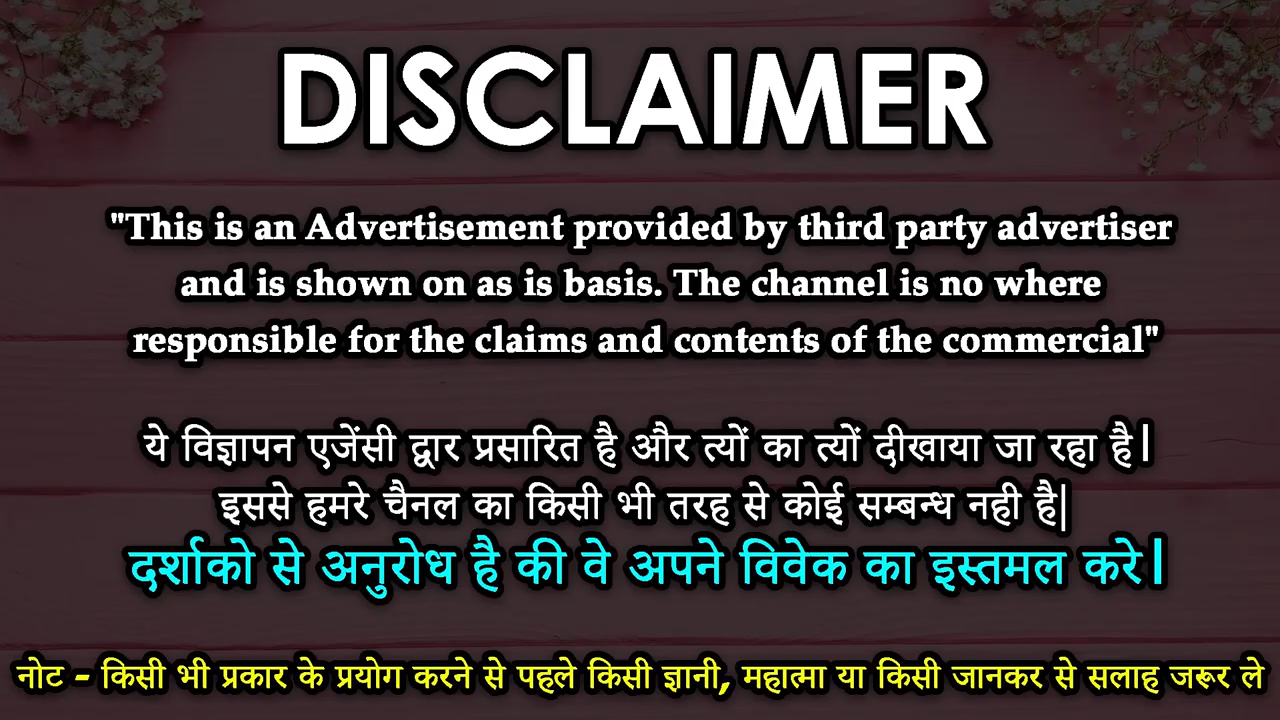 DISCLAIMER
"This is an Advertisement provided by third party advertiser
and is shown on as is basis. The channel is no where
responsible for the claims and contents of the commercial"
ये विज्ञापन एजेंसी द्वार प्रसारित है और त्यों का त्यों दीखाया जा रहा है।
इससे हमरे चैनल का किसी भी तरह से कोई सम्बन्ध नही है|
दर्शाको से अनुरोध है की वे अपने विवेक का इस्तमल करे।
नोट - किसी भी प्रकार के प्रयोग करने से पहले किसी ज्ञानी, महात्मा या किसी जानकर से सलाह जरूर ले